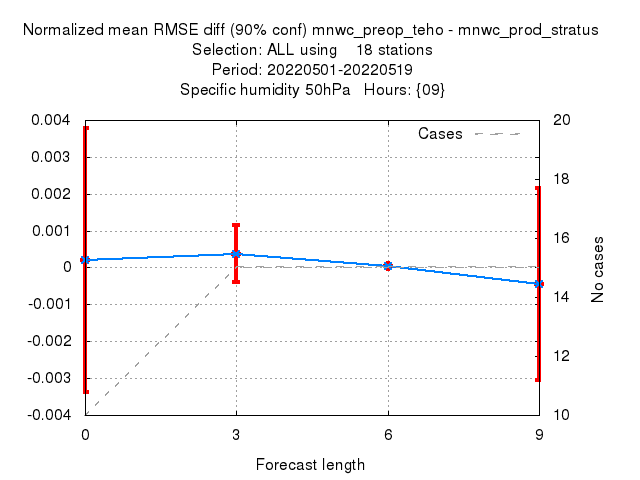 Normalized mean RMSE diff (90% conf) mnwc_preop_teho - mnwc_prod_stratus
Selection: ALL using 18 stations
Period: 20220501-20220519
Specific humidity 50hPa Hours: {09}
Cases
0.004
0.003
0.002
0.001
0
-0.001
-0.002
-0.003
-0.004
20
18
16
14
12
10
No cases
0
3
6
9
Forecast length